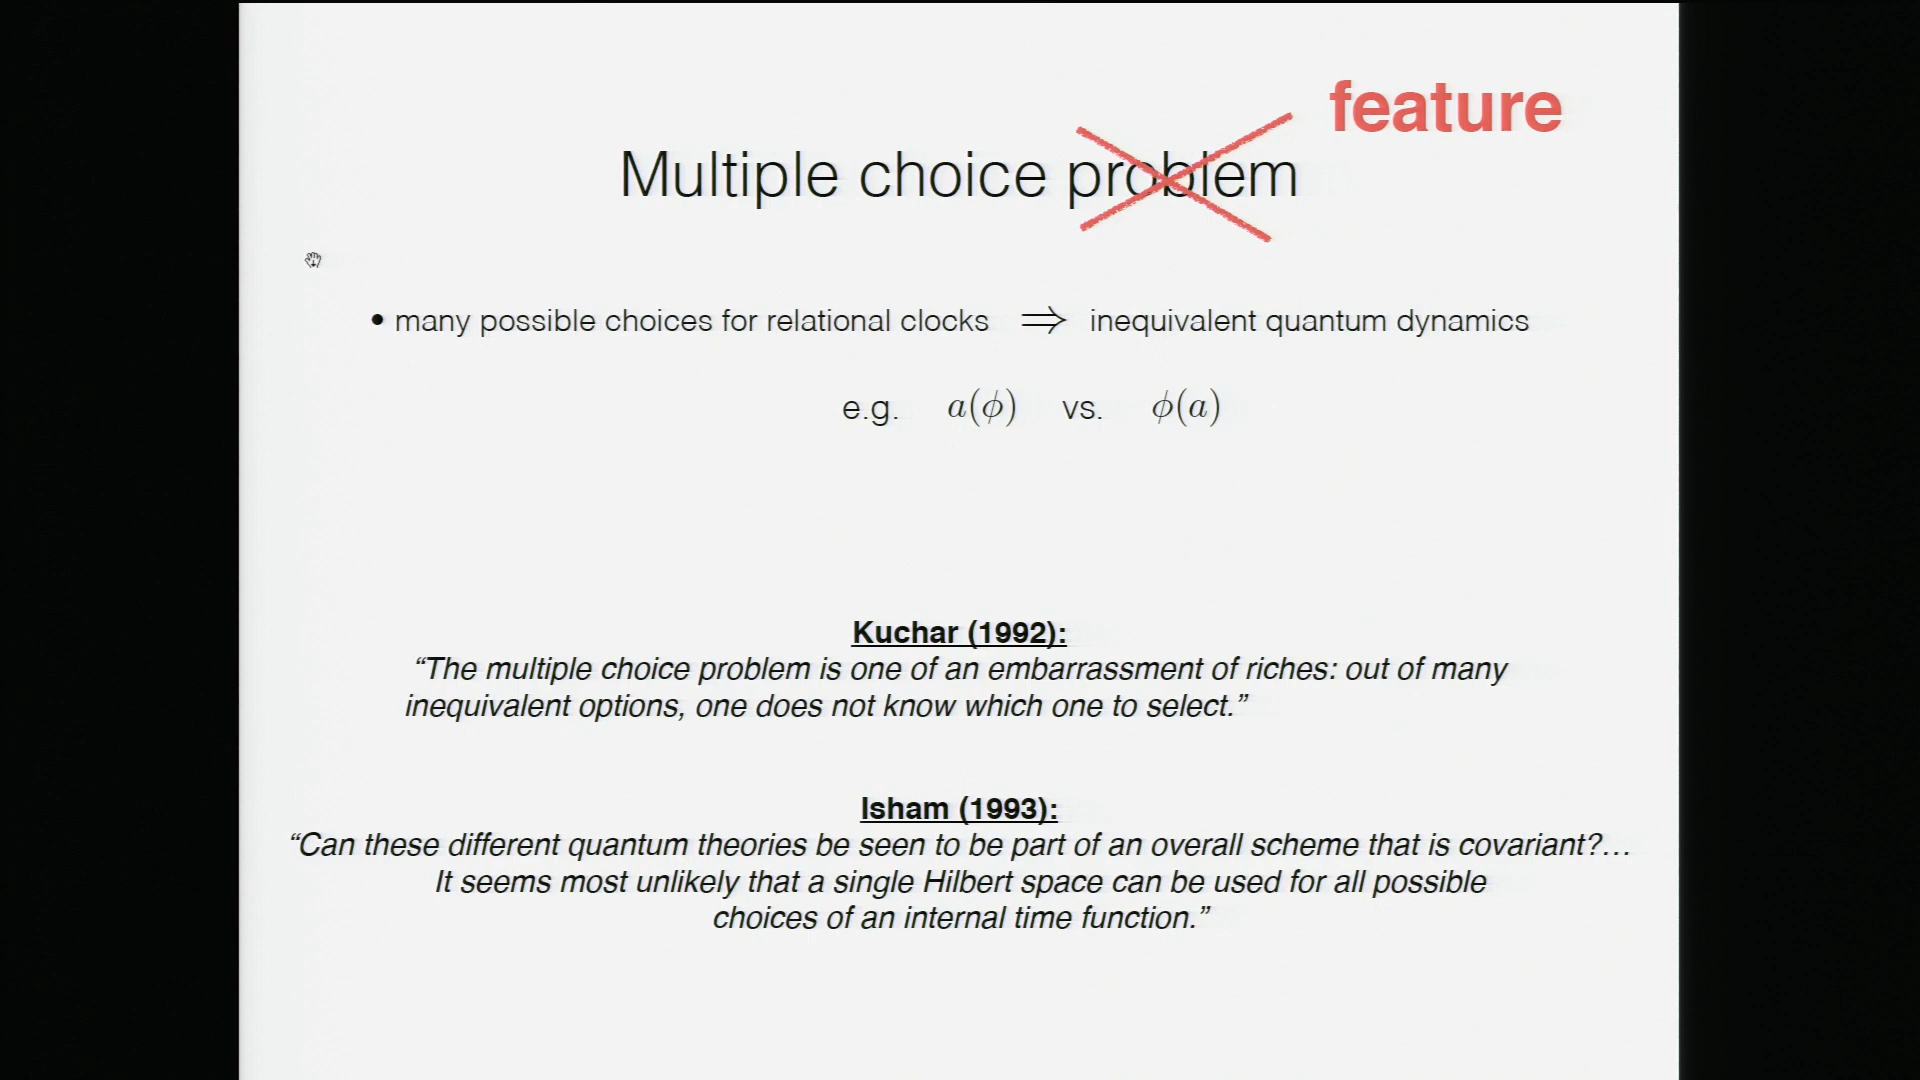 feature
Multiple choice problem
• many possible choices for relational clocks ⇒ inequivalent quantum dynamics
e.g. a(ϕ) vs. ϕ(a)
Kuchar (1992):
“The multiple choice problem is one of an embarrassment of riches: out of many
inequivalent options, one does not know which one to select.”
Isham (1993):
“Can these different quantum theories be seen to be part of an overall scheme that is covariant?...
It seems most unlikely that a single Hilbert space can be used for all possible
choices of an internal time function.”